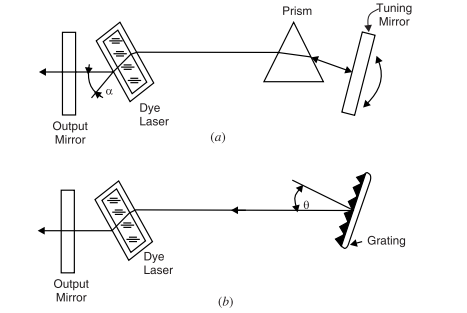 Prism
Tuning
Mirror
α
Dye
Laser
Output
Mirror
(a)
θ
Grating
Dye
Laser
Output
Mirror
(b)